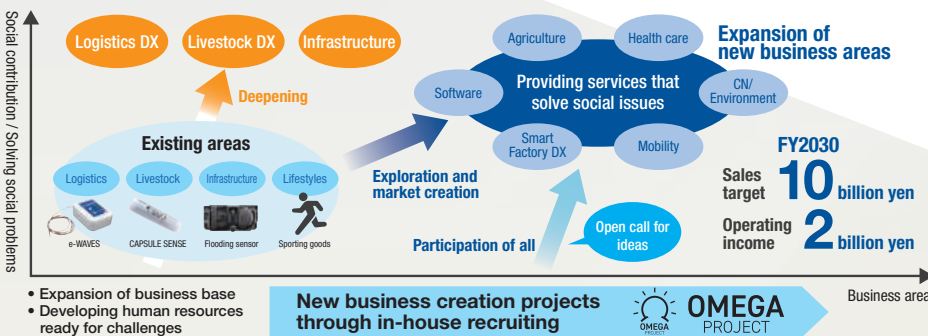 Social contribution / Solving social problems
Logistics DX
Livestock DX
Infrastructure
Deepening
Existing areas
Logistics
Livestock
Infrastructure
Lifestyles
e-WAVES
CAPSULE SENSE
Flooding sensor
Sporting goods
Exploration and
market creation
Agriculture
Health care
Software
Providing services that
solve social issues
CN/
Environment
Smart
Factory DX
Mobility
Expansion of
new business areas
Participation of all
Open call for
ideas
FY2030
Sales
target
10 billion yen
Operating
income
2 billion yen
Business area
• Expansion of business base
• Developing human resources
ready for challenges
New business creation projects
through in-house recruiting
OMEGA
PROJECT
OMEGA
PROJECT